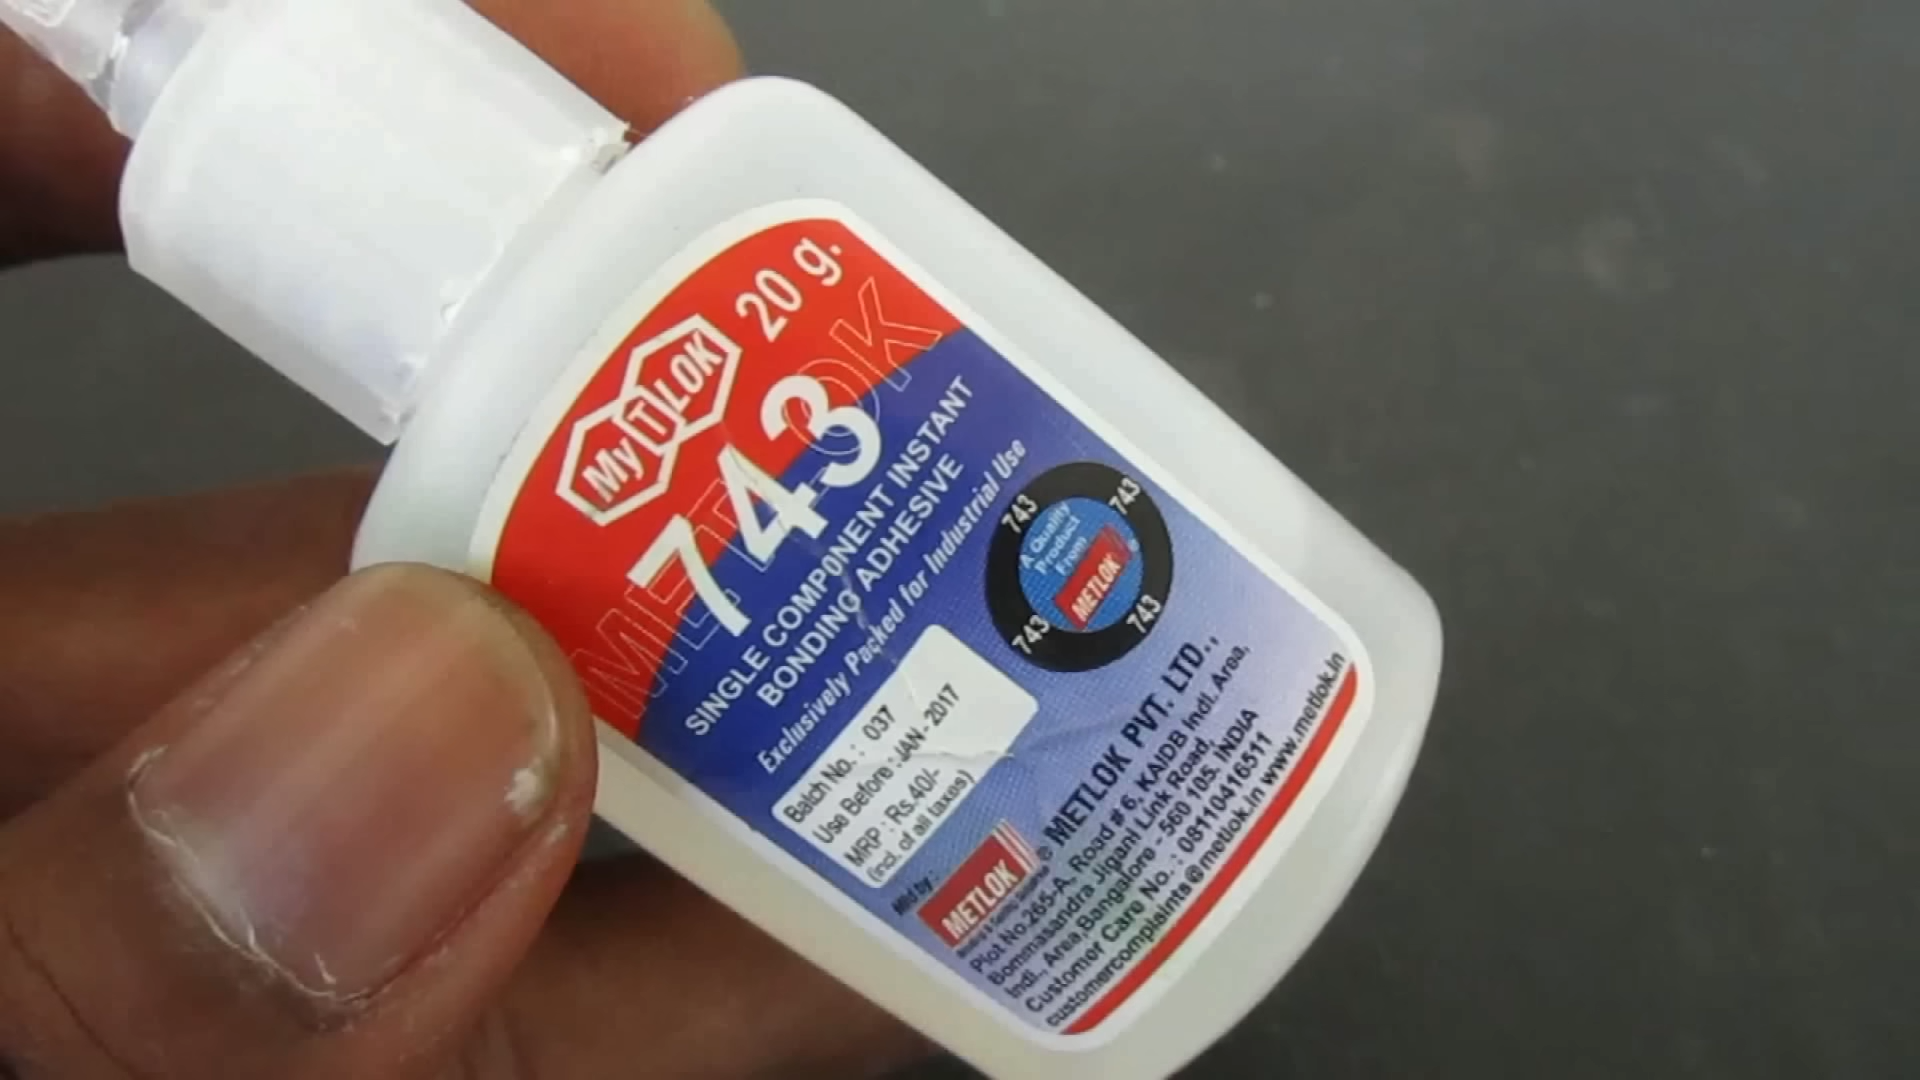 MyTLOK 20 g.
METLOK
743
SINGLE COMPONENT INSTANT
BONDING ADHESIVE
Exclusively Packed for Industrial Use
Batch No. : 037
Use Before : JAN - 2017
MRP : Rs.40/-
(incl. of all taxes)
743 743
A Quality
Product
From
METLOK
743 743
Mfd by :
METLOK
METLOK PVT. LTD.,
Plot No.265-A, Road # 6, KAIDB Indl. Area,
Bommasandra Jigani Link Road,
Indl., Area,Bangalore - 560 105. INDIA
Customer Care No. : 08110416511
customercomplaints@metlok.in www.metlok.in